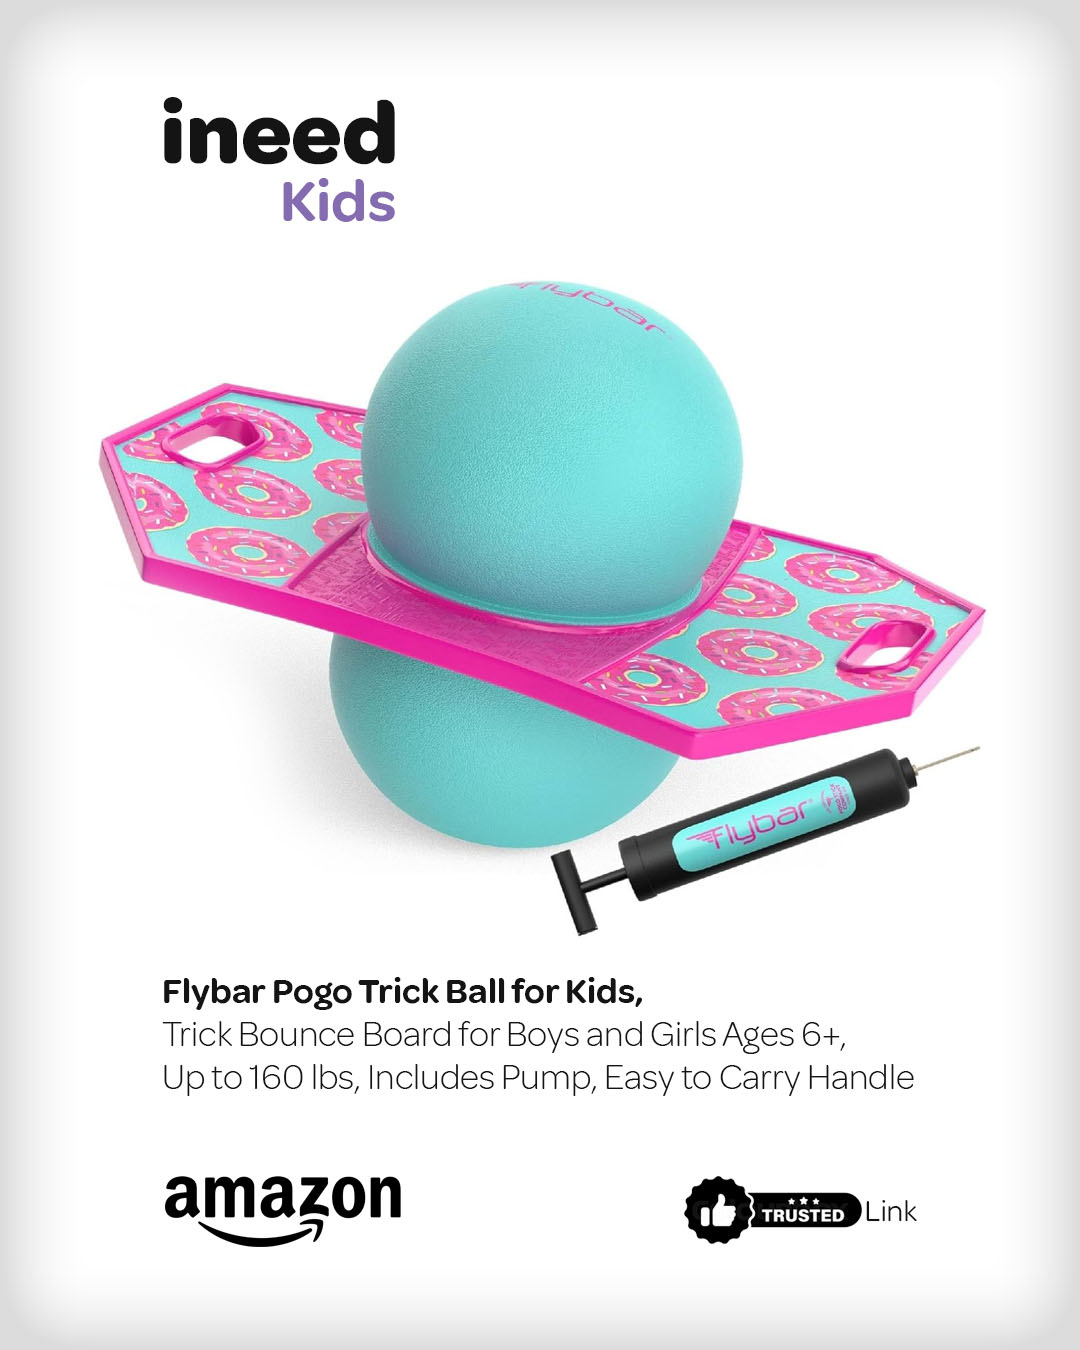 ineed
Kids
Flybar
Flybar
Flybar Pogo Trick Ball for Kids,
Trick Bounce Board for Boys and Girls Ages 6+,
Up to 160 lbs, Includes Pump, Easy to Carry Handle
amazon
TRUSTED Link